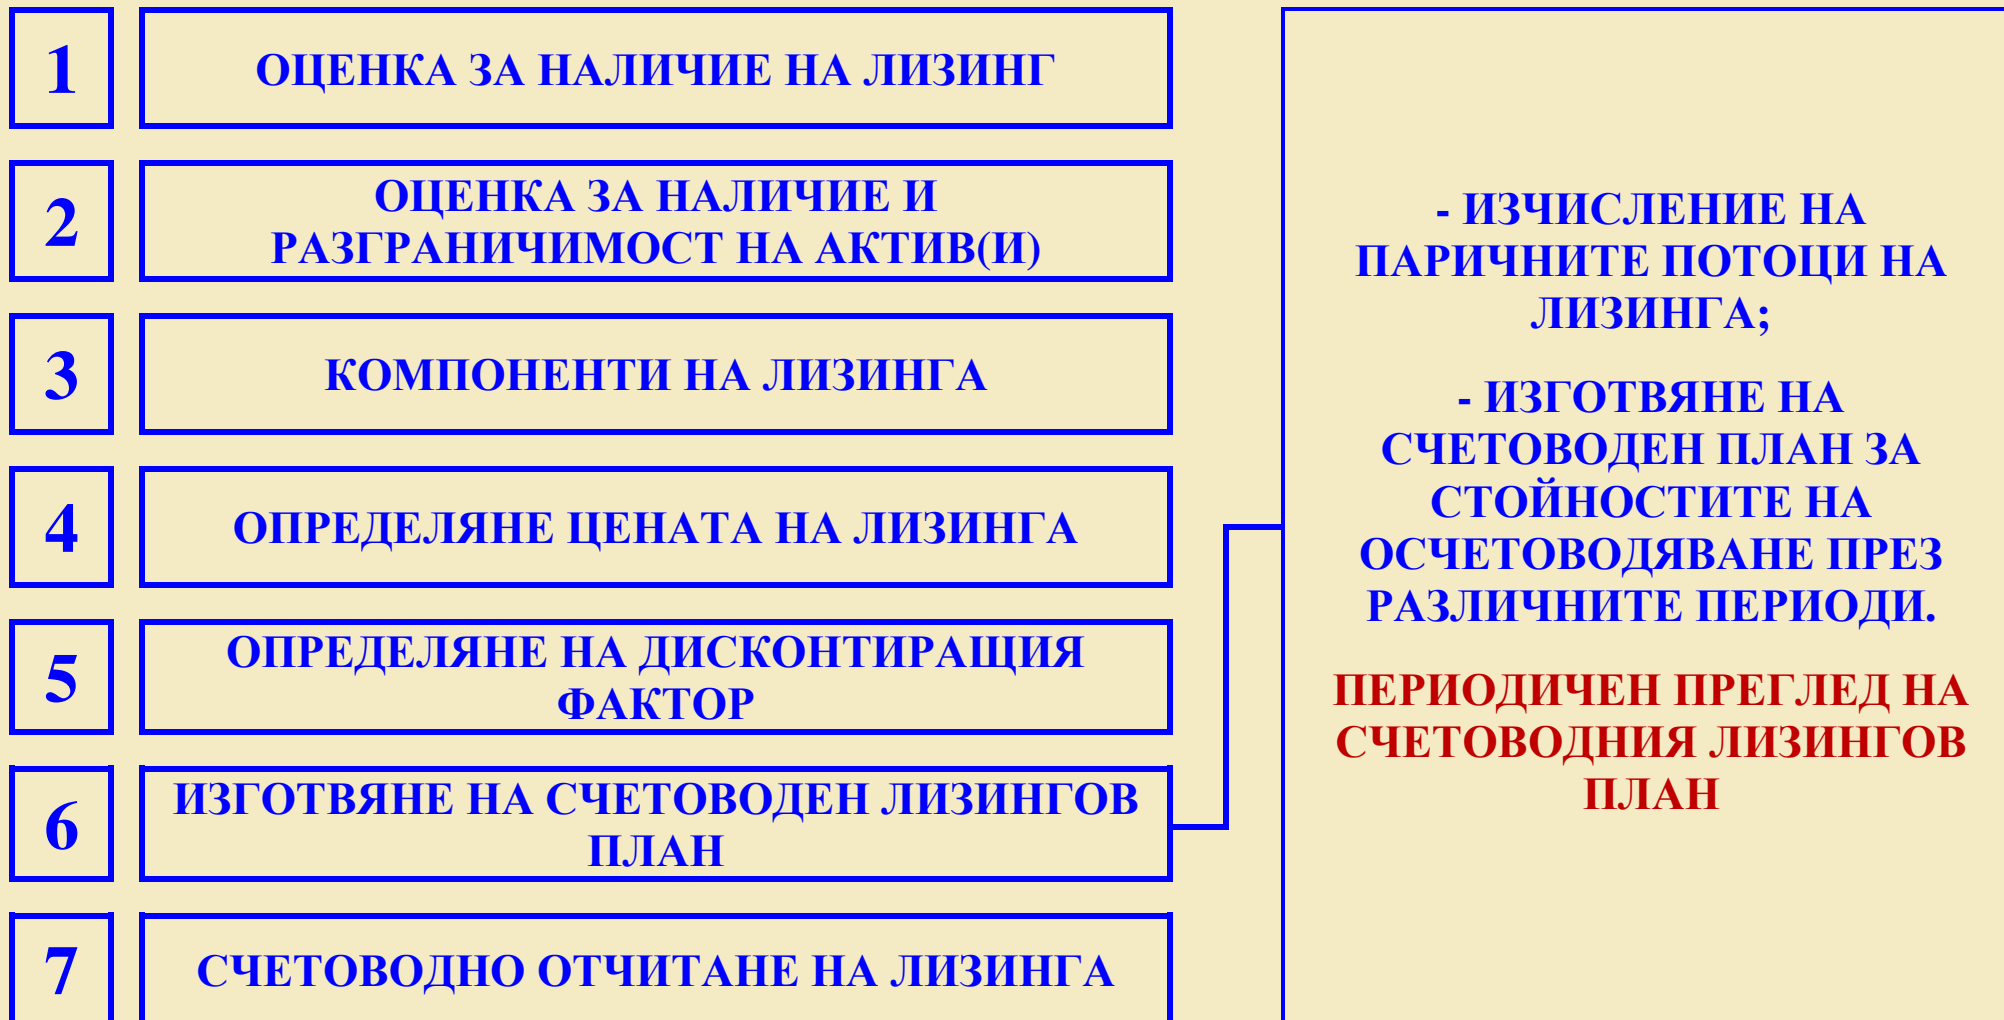 1
ОЦЕНКА ЗА НАЛИЧИЕ НА ЛИЗИНГ
2
ОЦЕНКА ЗА НАЛИЧИЕ И
РАЗГРАНИЧИМОСТ НА АКТИВ(И)
3
КОМПОНЕНТИ НА ЛИЗИНГА
4
ОПРЕДЕЛЯНЕ ЦЕНАТА НА ЛИЗИНГА
5
ОПРЕДЕЛЯНЕ НА ДИСКОНТИРАЩИЯ
ФАКТОР
6
ИЗГОТВЯНЕ НА СЧЕТОВОДЕН ЛИЗИНГОВ
ПЛАН
7
СЧЕТОВОДНО ОТЧИТАНЕ НА ЛИЗИНГА
- ИЗЧИСЛЕНИЕ НА
ПАРИЧНИТЕ ПОТОЦИ НА
ЛИЗИНГА;
- ИЗГОТВЯНЕ НА
СЧЕТОВОДЕН ПЛАН ЗА
СТОЙНОСТИТЕ НА
ОСЧЕТОВОДЯВАНЕ ПРЕЗ
РАЗЛИЧНИТЕ ПЕРИОДИ.
ПЕРИОДИЧЕН ПРЕГЛЕД НА
СЧЕТОВОДНИЯ ЛИЗИНГОВ
ПЛАН